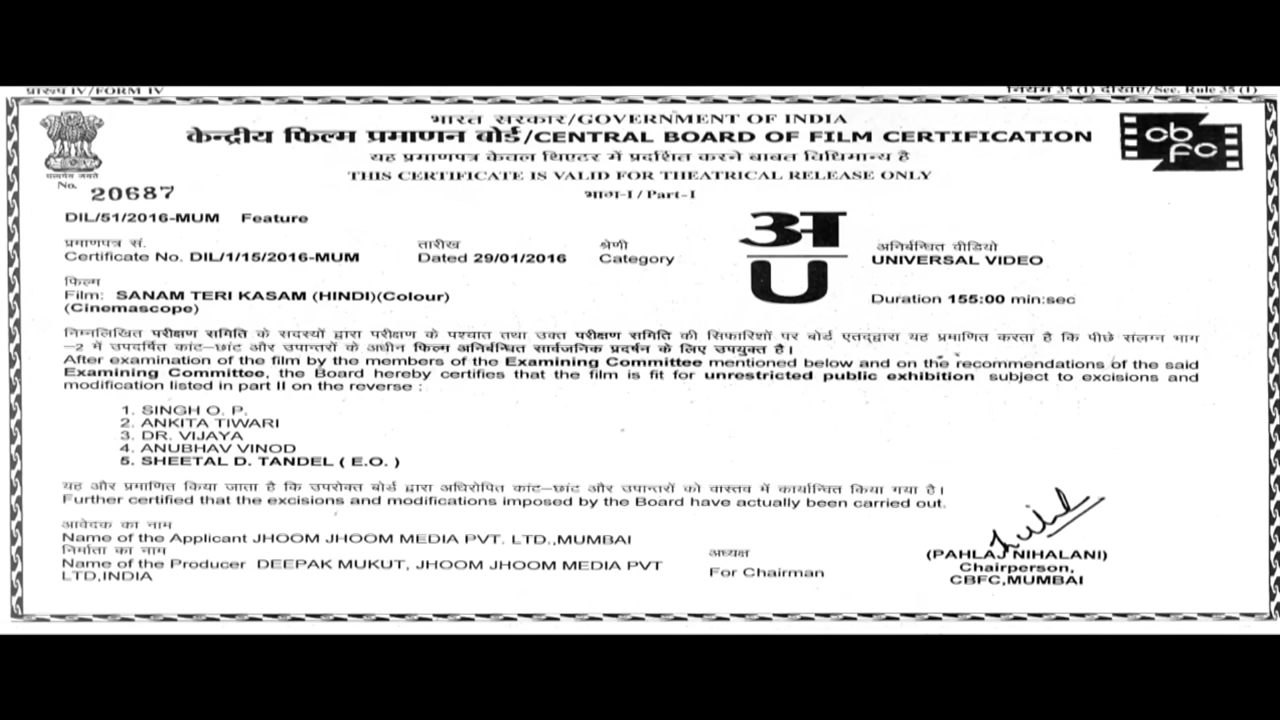 प्रारूप IV/FORM IV
नियम 35 (1) देखिए/See. Rule 35 (1)
भारत सरकार/GOVERNMENT OF INDIA
केन्द्रीय फिल्म प्रमाणन बोर्ड/CENTRAL BOARD OF FILM CERTIFICATION
cb
fc
यह प्रमाणपत्र केवल थिएटर में प्रदर्शित करने बाबत विधिमान्य है
THIS CERTIFICATE IS VALID FOR THEATRICAL RELEASE ONLY
सत्यमेव जयते
No. 20687
भाग-I / Part-I
DIL/51/2016-MUM Feature
प्रमाणपत्र सं. तारीख श्रेणी अ अनिर्बन्धित वीडियो
Certificate No. DIL/1/15/2016-MUM Dated 29/01/2016 Category U UNIVERSAL VIDEO
फिल्म
Film: SANAM TERI KASAM (HINDI)(Colour) Duration 155:00 min:sec
(Cinemascope)
निम्नलिखित परीक्षण समिति के सदस्यों द्वारा परीक्षण के पश्चात तथा उक्त परीक्षण समिति की सिफारिशों पर बोर्ड एतद्द्वारा यह प्रमाणित करता है कि पीछे संलग्न भाग
-2 में उपदर्षित कांट-छांट और उपान्तरों के अधीन फिल्म अनिर्बन्धित सार्वजनिक प्रदर्षन के लिए उपयुक्त है।
After examination of the film by the members of the Examining Committee mentioned below and on the recommendations of the said
Examining Committee, the Board hereby certifies that the film is fit for unrestricted public exhibition subject to excisions and
modification listed in part II on the reverse :
1. SINGH O. P.
2. ANKITA TIWARI
3. DR. VIJAYA
4. ANUBHAV VINOD
5. SHEETAL D. TANDEL ( E.O. )
यह और प्रमाणित किया जाता है कि उपरोक्त बोर्ड द्वारा अधिरोपित कांट-छांट और उपान्तरों को वास्तव में कार्यान्वित किया गया है।
Further certified that the excisions and modifications imposed by the Board have actually been carried out.
आवेदक का नाम
Name of the Applicant JHOOM JHOOM MEDIA PVT. LTD.,MUMBAI
निर्माता का नाम अध्यक्ष (PAHLAJ NIHALANI)
Name of the Producer DEEPAK MUKUT, JHOOM JHOOM MEDIA PVT For Chairman Chairperson,
LTD,INDIA CBFC,MUMBAI